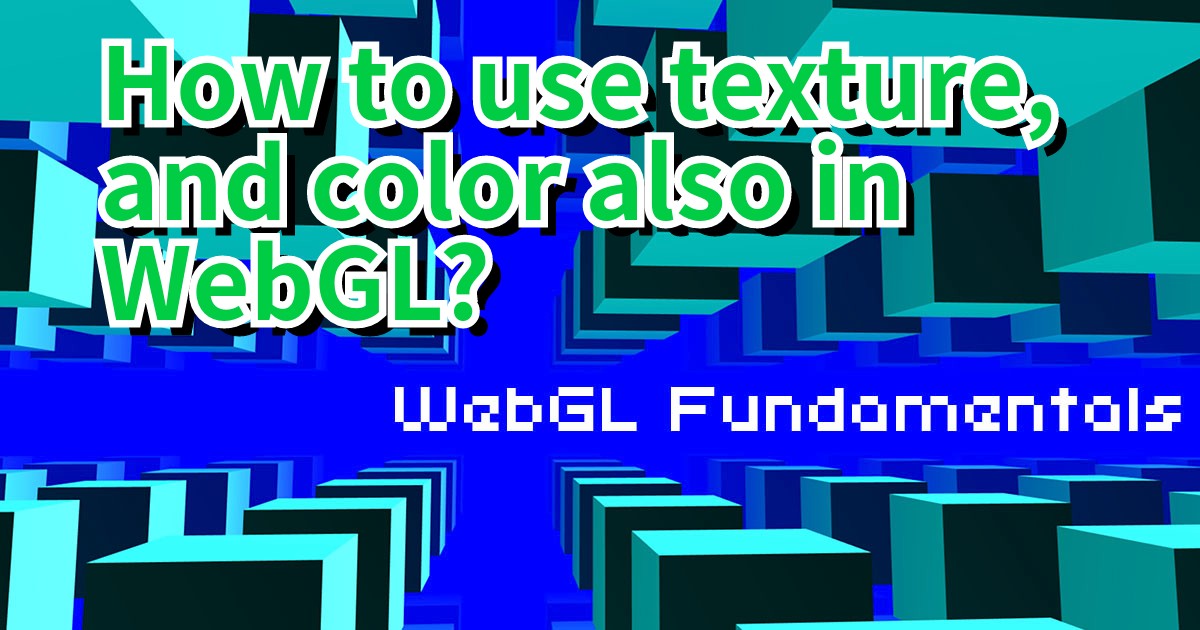 How to use texture,
and color also in
WebGL?
WebGL Fundamentals